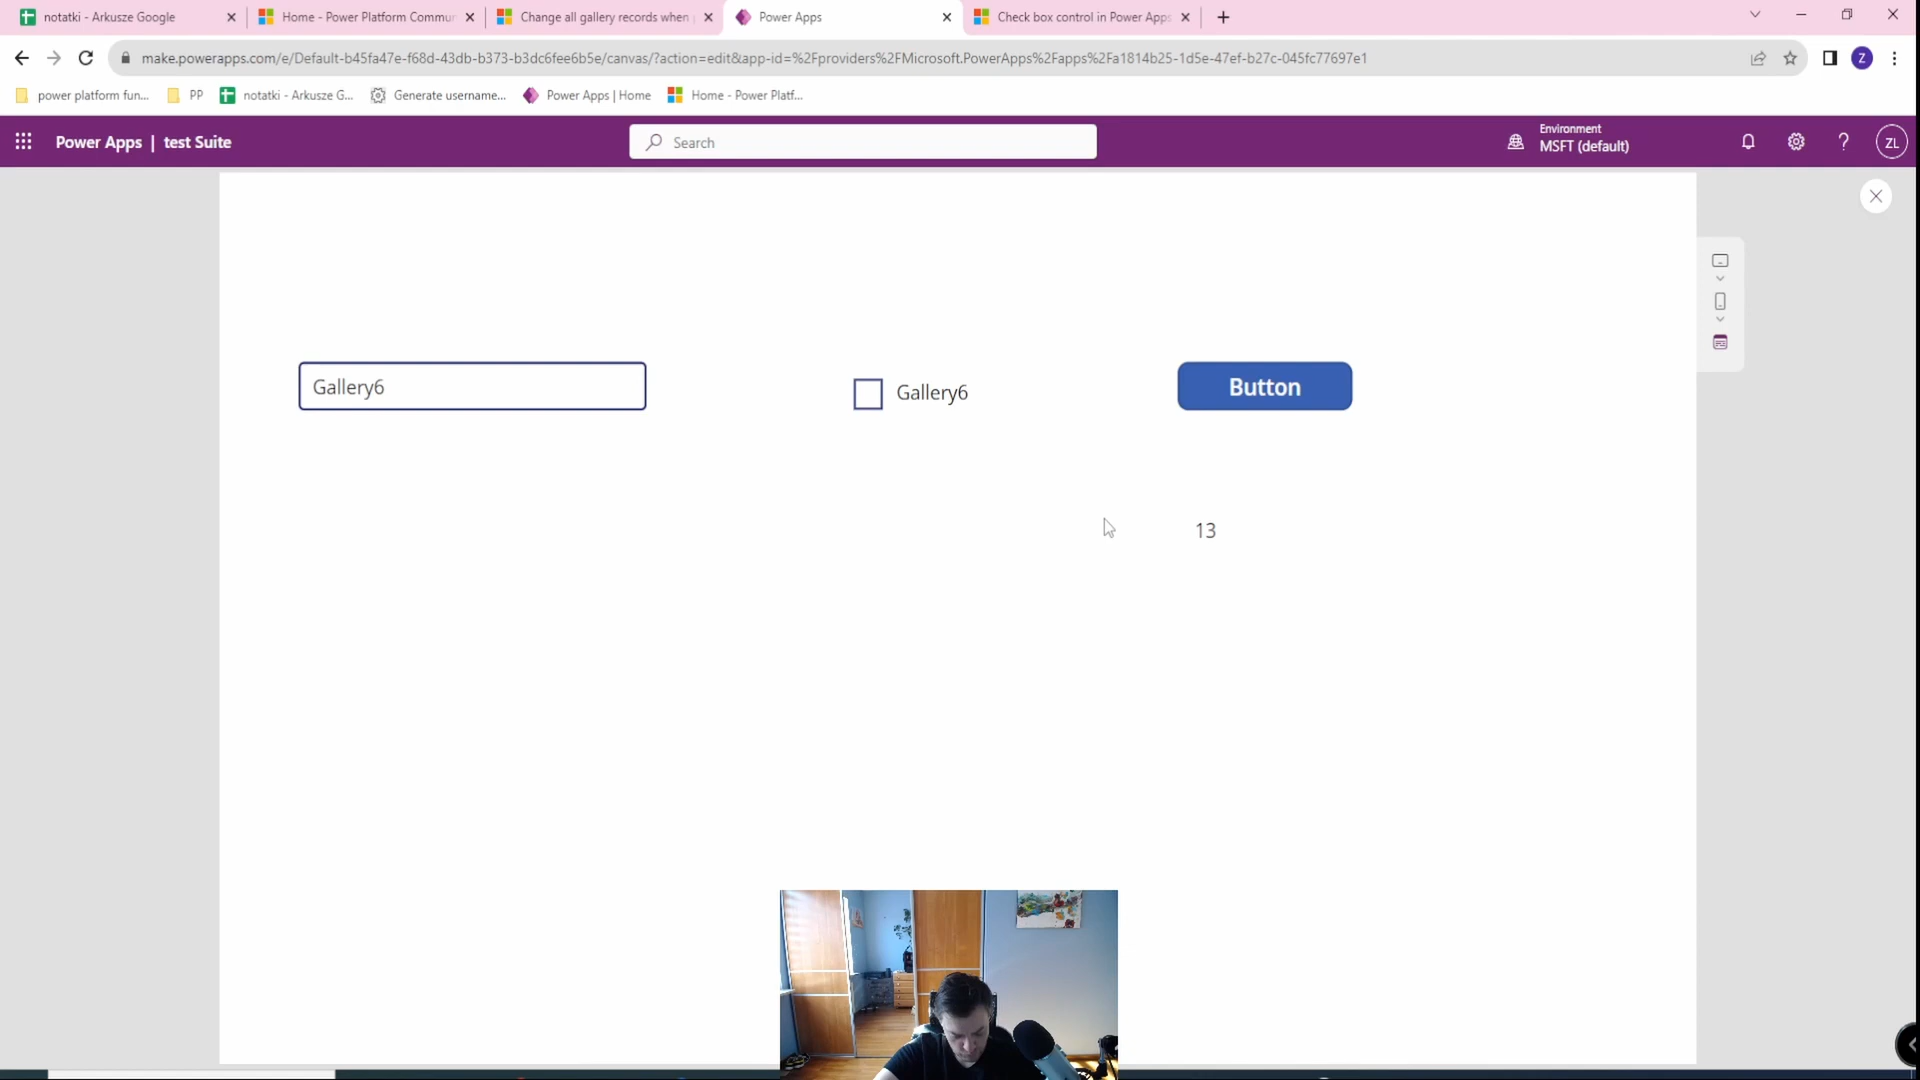 notatki - Arkusze Google
Home - Power Platform Commun
Change all gallery records when
Power Apps
Check box control in Power Apps
make.powerapps.com/e/Default-b45fa47e-f68d-43db-b373-b3dc6fee6b5e/canvas/?action=edit&app-id=%2Fproviders%2FMicrosoft.PowerApps%2Fapps%2Fa1814b25-1d5e-47ef-b27c-045fc77697e1
Z
power platform fun...
PP
notatki - Arkusze G...
Generate username...
Power Apps | Home
Home - Power Platf...
Power Apps | test Suite
Search
Environment
MSFT (default)
?
ZL
Gallery6
Gallery6
Button
13